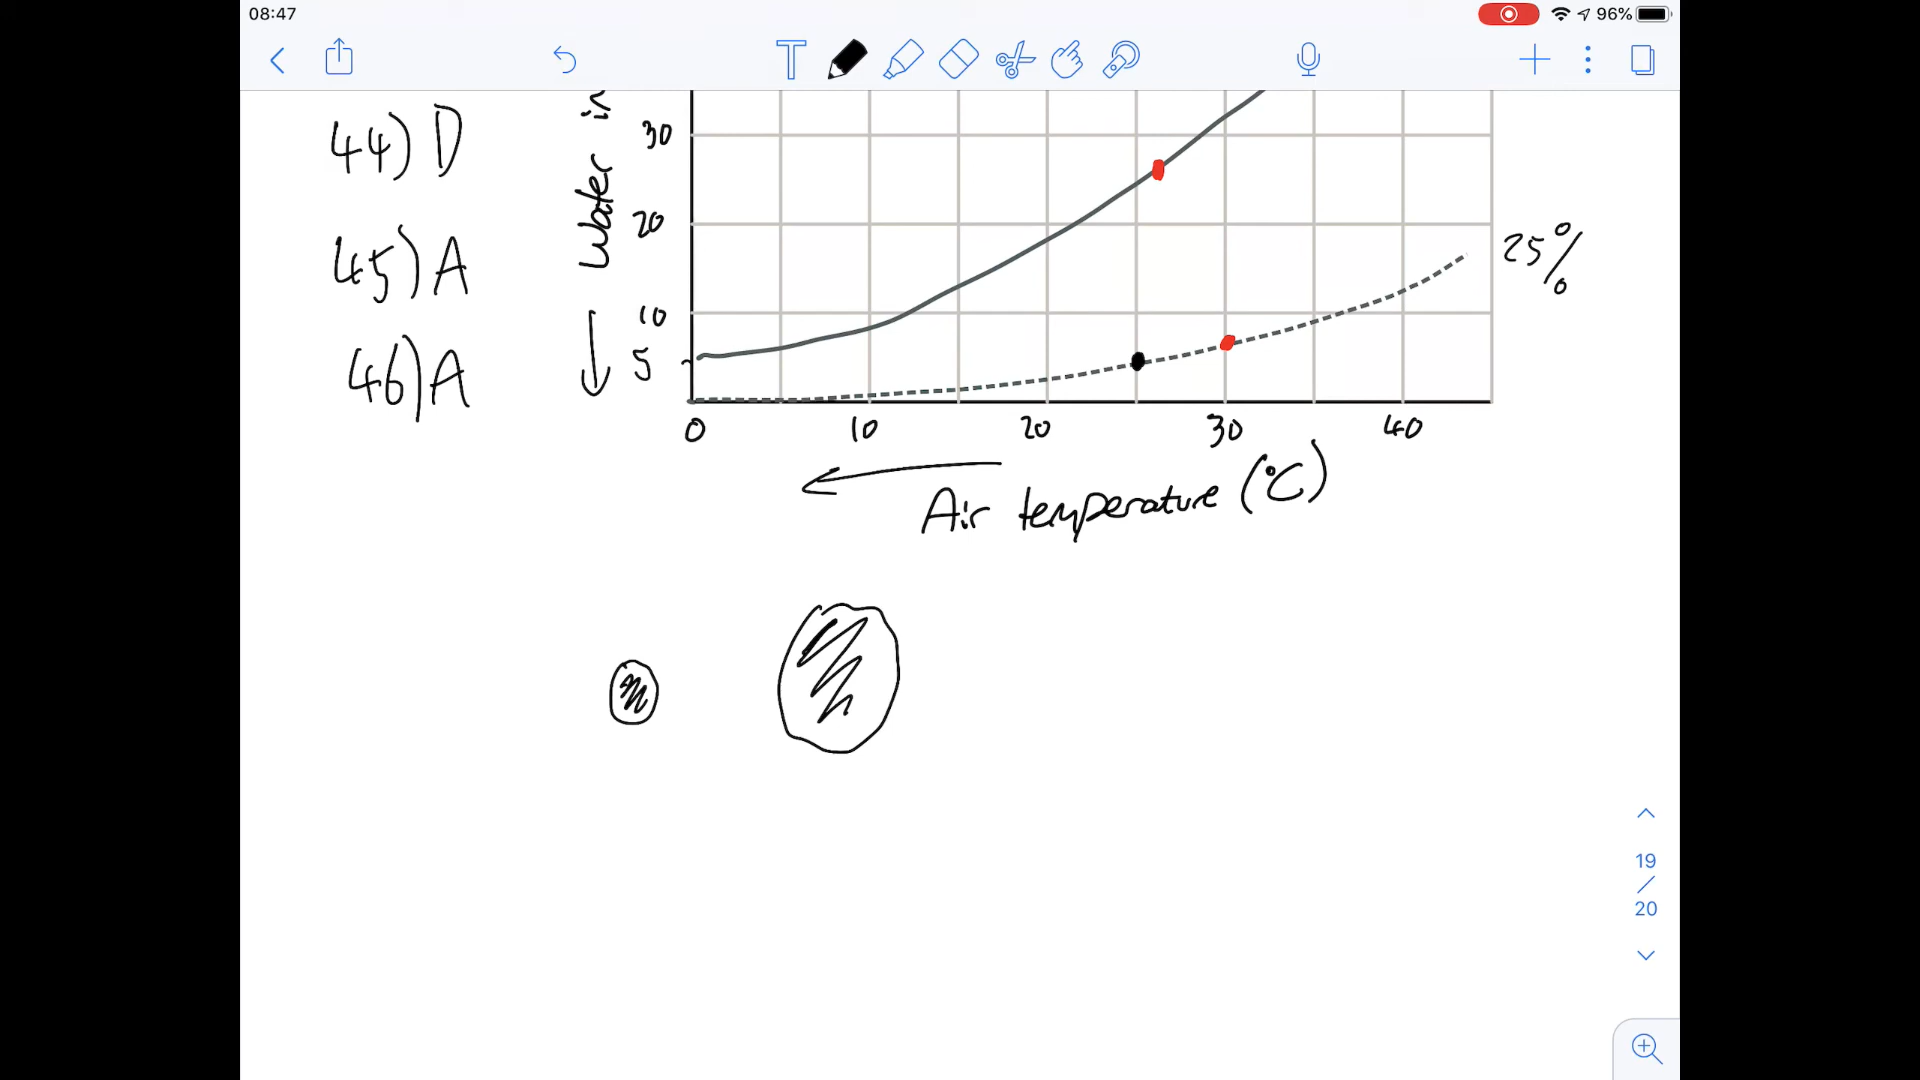 08:47
96%
T
44) D
45) A
46) A
Water in
30
20
10
5
25%
0 10 20 30 40
Air temperature (°C)
19
/
20